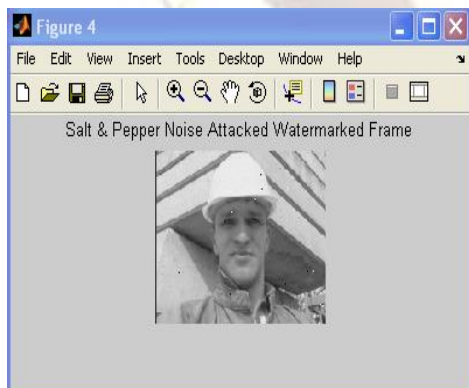 Figure 4
File Edit View Insert Tools Desktop Window Help
Salt & Pepper Noise Attacked Watermarked Frame